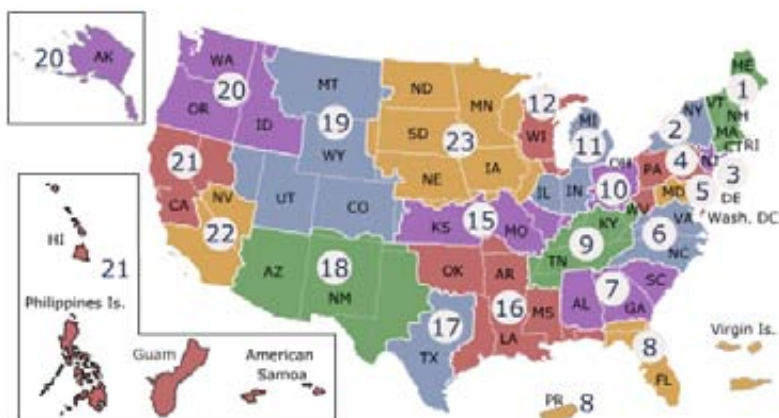 20
AK
WA
20
OR
ID
MT
19
WY
ND
MN
SD
23
NE
IA
12
WI
MI
11
ME
1
VT
NH
NY
2
MA
CT
RI
3
4
PA
NJ
OH
10
IL
IN
MD
5
DE
Wash. DC
WV
VA
6
NC
21
CA
NV
22
UT
CO
KS
15
MO
KY
9
TN
AZ
18
NM
OK
AR
16
MS
LA
17
TX
AL
7
GA
SC
8
FL
PR
8
Virgin Is.
HI
21
Philippines Is.
Guam
American
Samoa